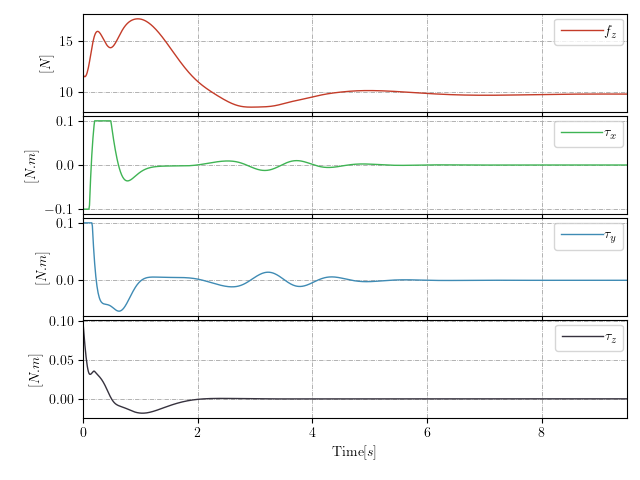 [N]
15
10
f_z
[N.m]
0.1
0.0
−0.1
τ_x
[N.m]
0.1
0.0
τ_y
[N.m]
0.10
0.05
0.00
τ_z
0 2 4 6 8
Time[s]